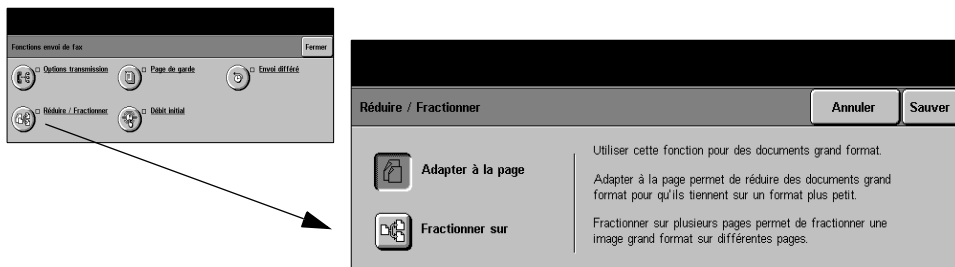 Fonctions envoi de fax
Fermer
Options transmission
Page de garde
Envoi différé
Réduire / Fractionner
Débit initial
Réduire / Fractionner
Annuler
Sauver
Adapter à la page
Fractionner sur
Utiliser cette fonction pour des documents grand format.
Adapter à la page permet de réduire des documents grand
format pour qu'ils tiennent sur un format plus petit.
Fractionner sur plusieurs pages permet de fractionner une
image grand format sur différentes pages.